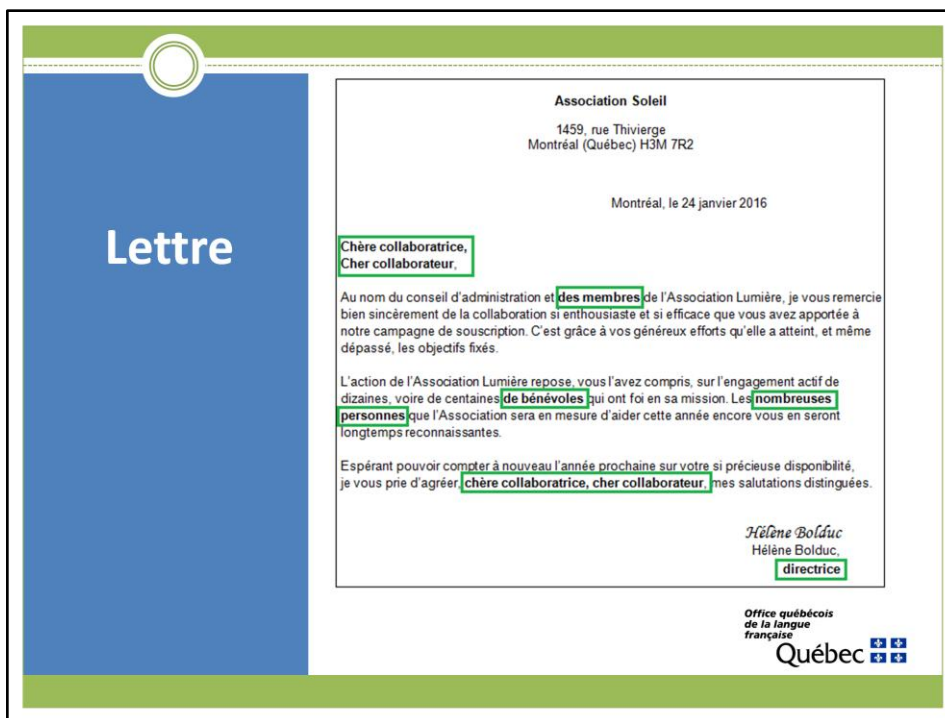 Lettre
Association Soleil
1459, rue Thivierge
Montréal (Québec) H3M 7R2
Montréal, le 24 janvier 2016
Chère collaboratrice,
Cher collaborateur,
Au nom du conseil d'administration et des membres de l'Association Lumière, je vous remercie
bien sincèrement de la collaboration si enthousiaste et si efficace que vous avez apportée à
notre campagne de souscription. C'est grâce à vos généreux efforts qu'elle a atteint, et même
dépassé, les objectifs fixés.
L'action de l'Association Lumière repose, vous l'avez compris, sur l'engagement actif de
dizaines, voire de centaines de bénévoles qui ont foi en sa mission. Les nombreuses
personnes que l'Association sera en mesure d'aider cette année encore vous en seront
longtemps reconnaissantes.
Espérant pouvoir compter à nouveau l'année prochaine sur votre si précieuse disponibilité,
je vous prie d'agréer, chère collaboratrice, cher collaborateur, mes salutations distinguées.
Hélène Bolduc
Hélène Bolduc,
directrice
Office québécois
de la langue
française
Québec